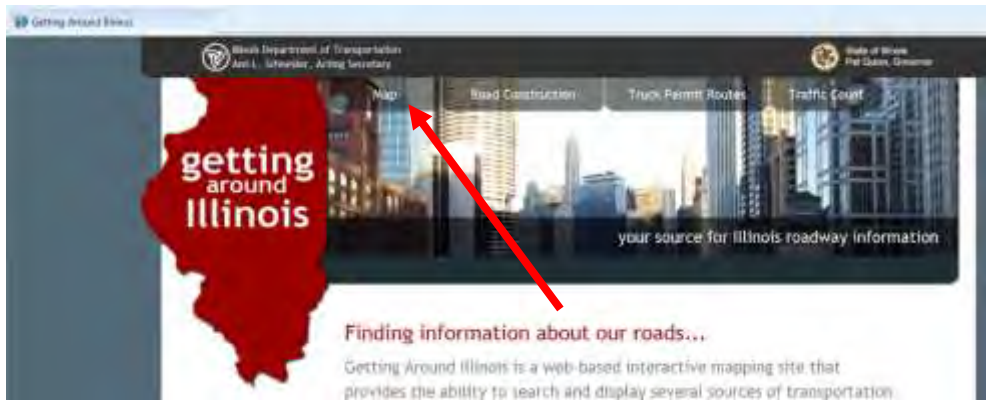 Getting Around Illinois
Illinois Department of Transportation
Ann L. Schneider, Acting Secretary
State of Illinois
Pat Quinn, Governor
Map Road Construction Truck Permit Routes Traffic Count
getting
around
Illinois
your source for Illinois roadway information
Finding information about our roads...
Getting Around Illinois is a web-based interactive mapping site that
provides the ability to search and display several sources of transportation